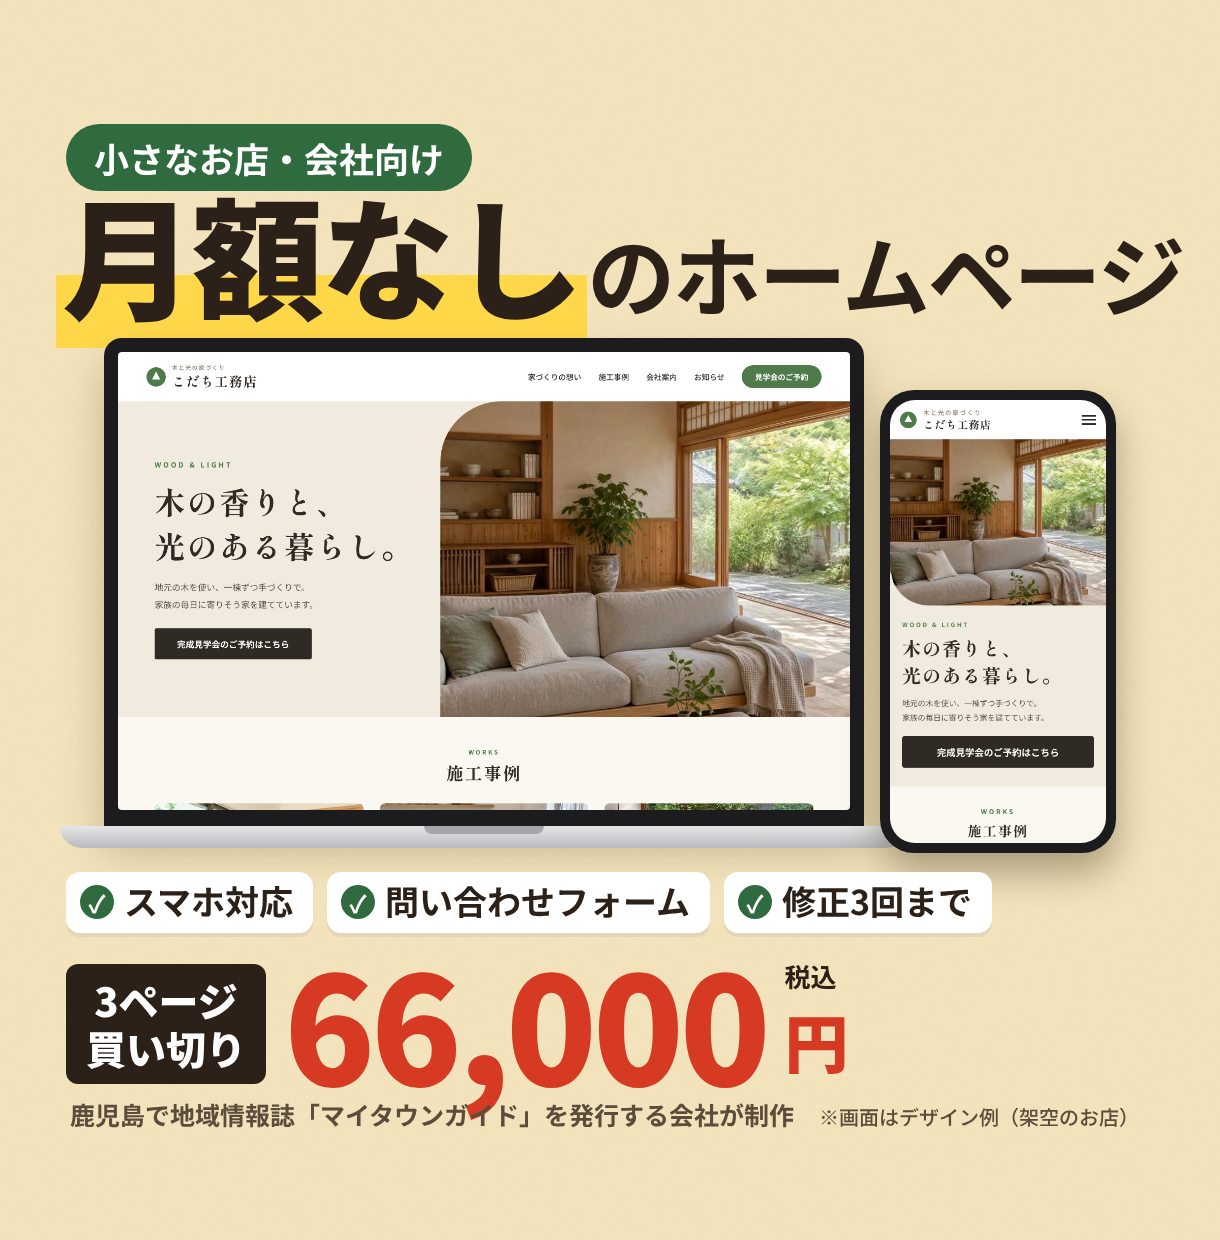 小さなお店・会社向け
月額なしのホームページ
木と光の家づくり
こだち工務店
家づくりの想い 施工事例 会社案内 お知らせ 見学会のご予約
WOOD & LIGHT
木の香りと、
光のある暮らし。
地元の木を使い、一棟ずつ手づくりで。
家族の毎日に寄りそう家を建てています。
完成見学会のご予約はこちら
WORKS
施工事例
木と光の家づくり
こだち工務店
WOOD & LIGHT
木の香りと、
光のある暮らし。
地元の木を使い、一棟ずつ手づくりで。
家族の毎日に寄りそう家を建てています。
完成見学会のご予約はこちら
WORKS
施工事例
スマホ対応 問い合わせフォーム 修正3回まで
3ページ
買い切り
66,000
税込
円
鹿児島で地域情報誌「マイタウンガイド」を発行する会社が制作 ※画面はデザイン例（架空のお店）